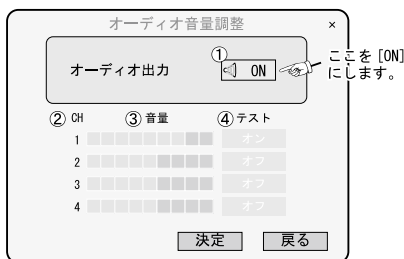 オーディオ音量調整 ×
① 
オーディオ出力 ON
ここを [ON]
にします。
② CH ③ 音量 ④ テスト
1 オン
2 オフ
3 オフ
4 オフ
決定 戻る